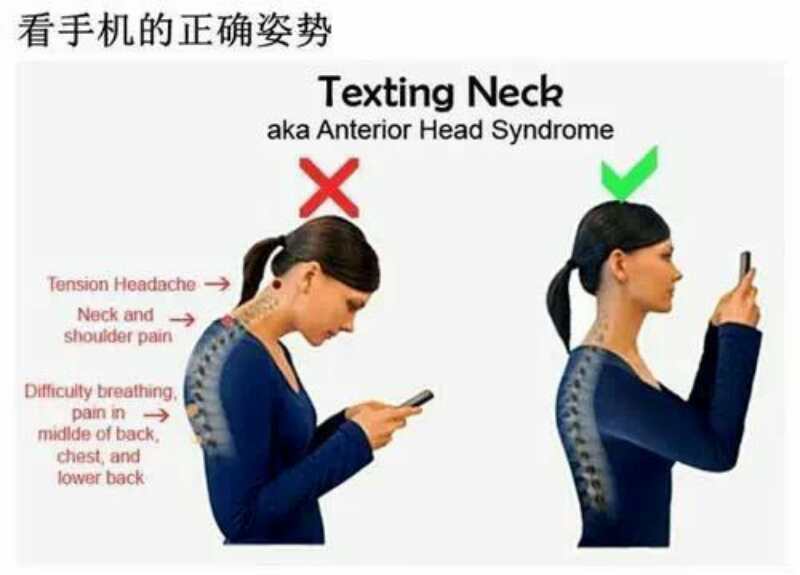 看手机的正确姿势
Texting Neck
aka Anterior Head Syndrome
Tension Headache
Neck and
shoulder pain
Difficulty breathing,
pain in
midlde of back,
chest, and
lower back